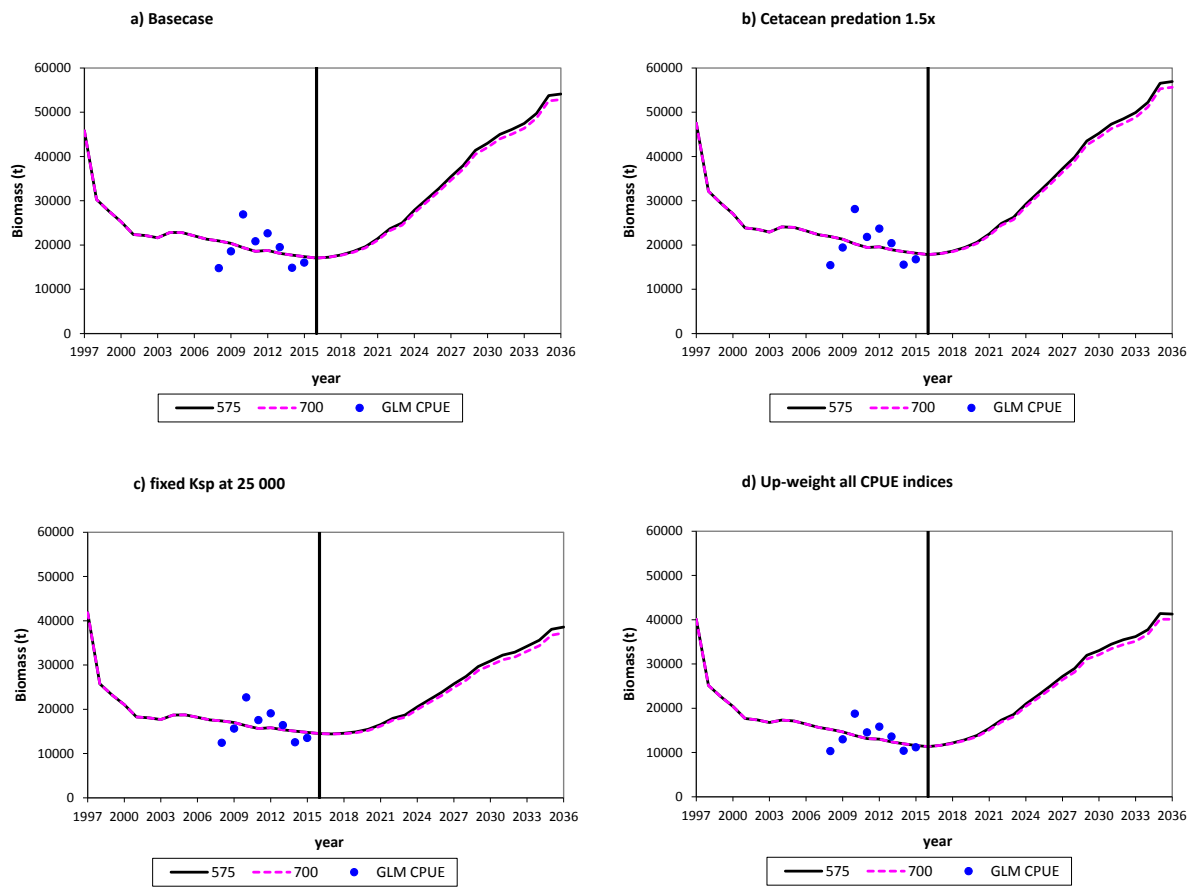 a) Basecase
60000
50000
40000
30000
20000
10000
0
Biomass (t)
1997 2000 2003 2006 2009 2012 2015 2018 2021 2024 2027 2030 2033 2036
year
575 700 GLM CPUE
b) Cetacean predation 1.5x
60000
50000
40000
30000
20000
10000
0
Biomass (t)
1997 2000 2003 2006 2009 2012 2015 2018 2021 2024 2027 2030 2033 2036
year
575 700 GLM CPUE
c) fixed Ksp at 25 000
60000
50000
40000
30000
20000
10000
0
Biomass (t)
1997 2000 2003 2006 2009 2012 2015 2018 2021 2024 2027 2030 2033 2036
year
575 700 GLM CPUE
d) Up-weight all CPUE indices
60000
50000
40000
30000
20000
10000
0
Biomass (t)
1997 2000 2003 2006 2009 2012 2015 2018 2021 2024 2027 2030 2033 2036
year
575 700 GLM CPUE